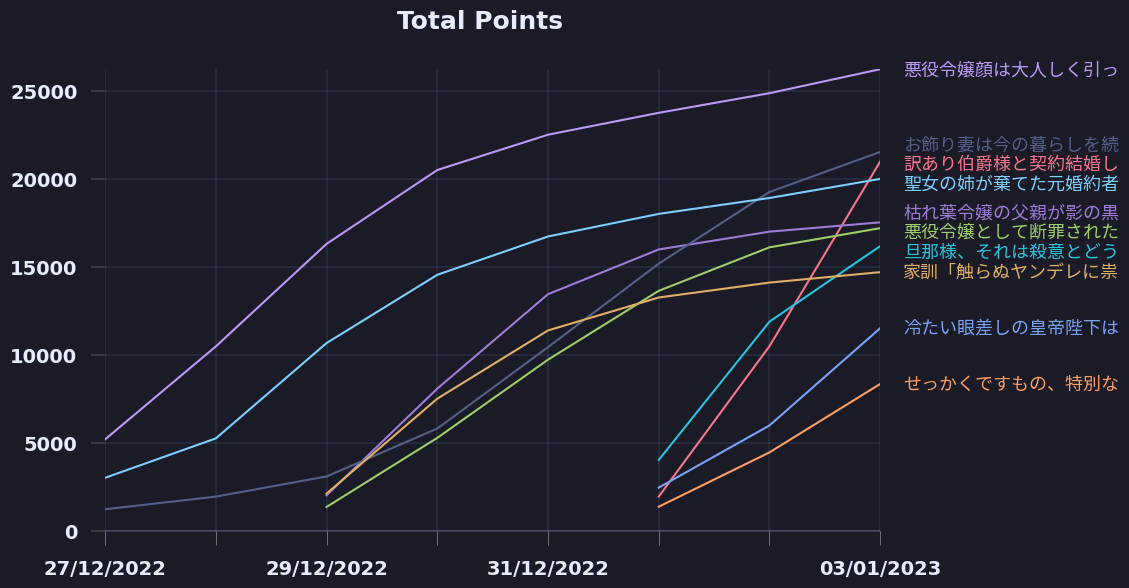 Total Points
25000
20000
15000
10000
5000
0
27/12/2022
29/12/2022
31/12/2022
03/01/2023
悪役令嬢顔は大人しく引っ
お飾り妻は今の暮らしを続
訳あり伯爵様と契約結婚し
聖女の姉が棄てた元婚約者
枯れ葉令嬢の父親が影の黒
悪役令嬢として断罪された
旦那様、それは殺意とどう
家訓「触らぬヤンデレに祟
冷たい眼差しの皇帝陛下は
せっかくですもの、特別な